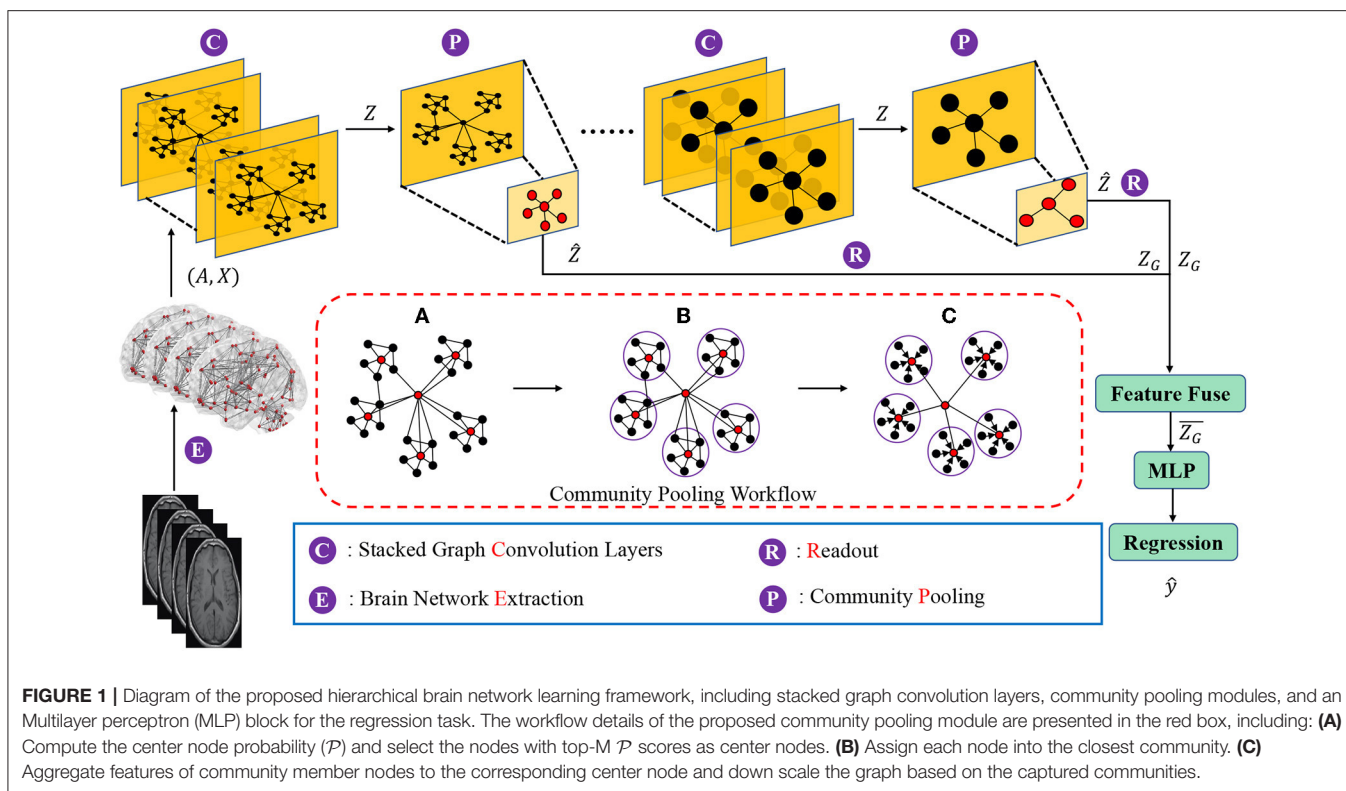 C P C P
Z ...... Z
Ẑ R
Ẑ R Z_G Z_G
(A, X)
A B C
Feature Fuse
\overline{Z_G}
E
MLP
Community Pooling Workflow
C : Stacked Graph Convolution Layers R : Readout
Regression
E : Brain Network Extraction P : Community Pooling
ŷ
FIGURE 1 | Diagram of the proposed hierarchical brain network learning framework, including stacked graph convolution layers, community pooling modules, and an
Multilayer perceptron (MLP) block for the regression task. The workflow details of the proposed community pooling module are presented in the red box, including: (A)
Compute the center node probability (𝒫) and select the nodes with top-M 𝒫 scores as center nodes. (B) Assign each node into the closest community. (C)
Aggregate features of community member nodes to the corresponding center node and down scale the graph based on the captured communities.